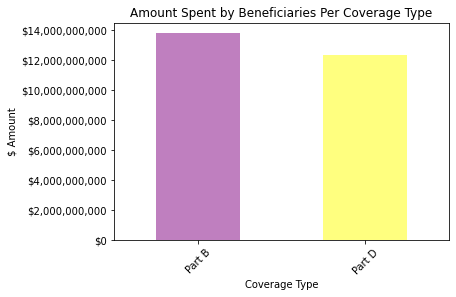 Amount Spent by Beneficiaries Per Coverage Type
$14,000,000,000
$12,000,000,000
$10,000,000,000
$8,000,000,000
$6,000,000,000
$4,000,000,000
$2,000,000,000
$0
$ Amount
Part B
Part D
Coverage Type